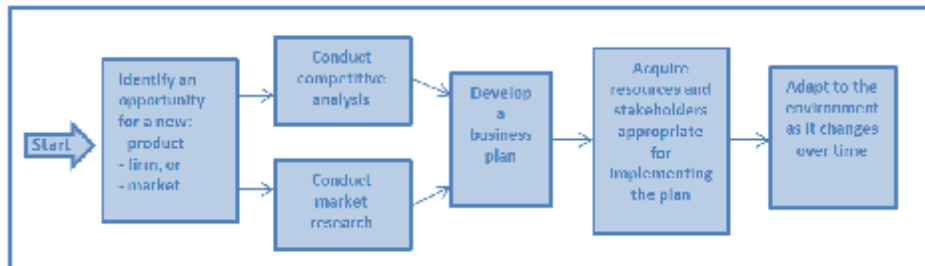 Start
Identify an
opportunity
for a new:
product
- firm, or
- market
Conduct
competitive
analysis
Conduct
market
research
Develop
a
business
plan
Acquire
resources and
stakeholders
appropriate
for
implementing
the plan
Adapt to the
environment
as it changes
over time